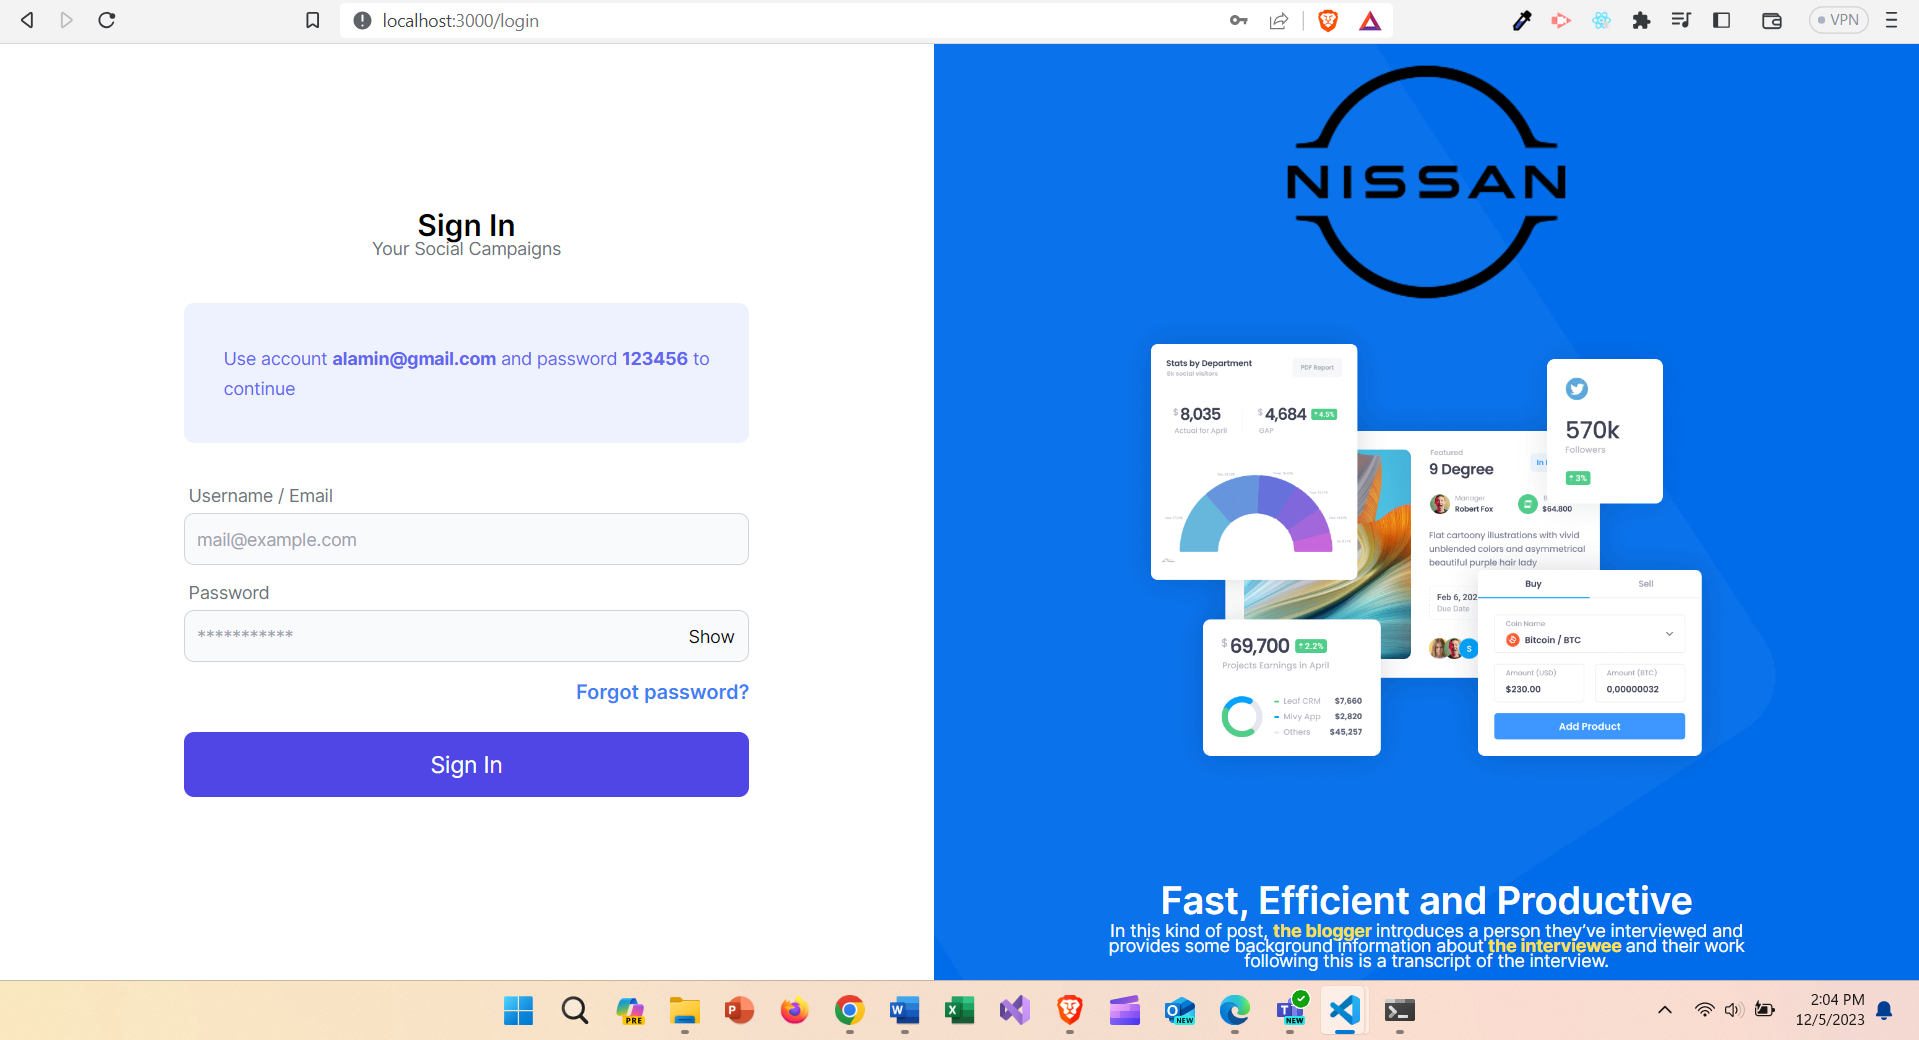 localhost:3000/login
VPN
Sign In
Your Social Campaigns
Use account alamin@gmail.com and password 123456 to
continue
Username / Email
mail@example.com
Password
***********
Show
Forgot password?
Sign In
NISSAN
Stats by Department
8k social visitors
PDF Report
$8,035
Actual for April
$4,684
4.5%
GAP
570k
Followers
3%
Featured
9 Degree
In
Manager
Robert Fox
B
$64,800
Flat cartoony illustrations with vivid
unblended colors and asymmetrical
beautiful purple hair lady
Feb 6, 202
Due Date
S
$69,700
2.2%
Projects Earnings in April
Leaf CRM $7,660
Mivy App $2,820
Others $45,257
Buy
Sell
Coin Name
Bitcoin / BTC
Amount (USD)
$230.00
Amount (BTC)
0,00000032
Add Product
Fast, Efficient and Productive
In this kind of post, the blogger introduces a person they've interviewed and
provides some background information about the interviewee and their work
following this is a transcript of the interview.
PRE
P
W
X
O
NEW
T
NEW
2:04 PM
12/5/2023